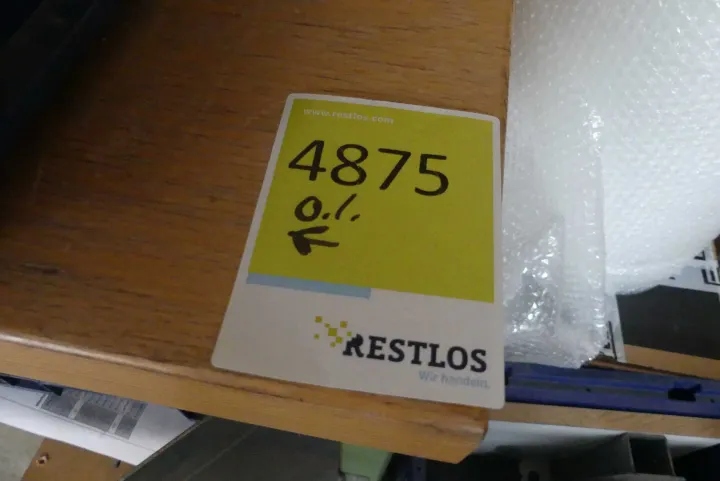 www.restlos.com
4875
o.l.
←
RESTLOS
Wir handeln.